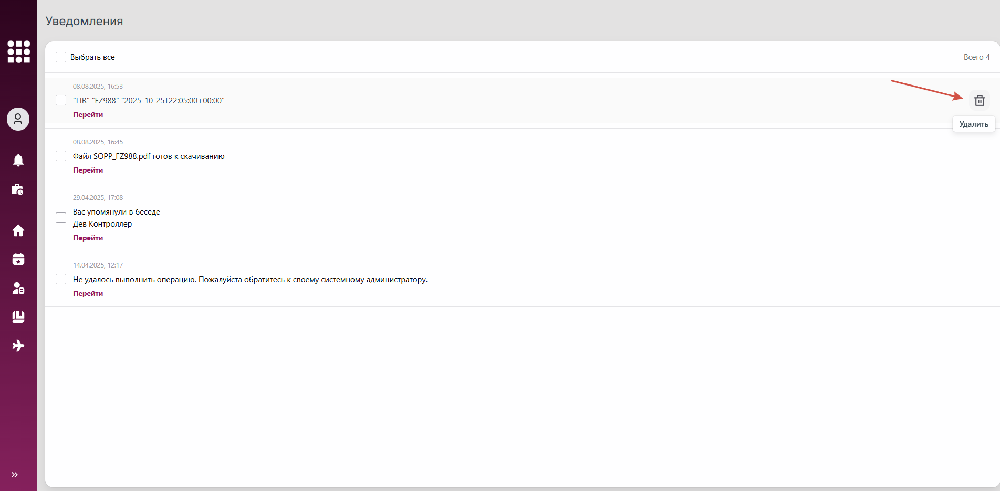 Уведомления
Выбрать все
Всего 4
08.08.2025, 16:53
"LIR" "FZ988" "2025-10-25T22:05:00+00:00"
Перейти
Удалить
08.08.2025, 16:45
Файл SOPP_FZ988.pdf готов к скачиванию
Перейти
29.04.2025, 17:08
Вас упомянули в беседе
Дев Контроллер
Перейти
14.04.2025, 12:17
Не удалось выполнить операцию. Пожалуйста обратитесь к своему системному администратору.
Перейти